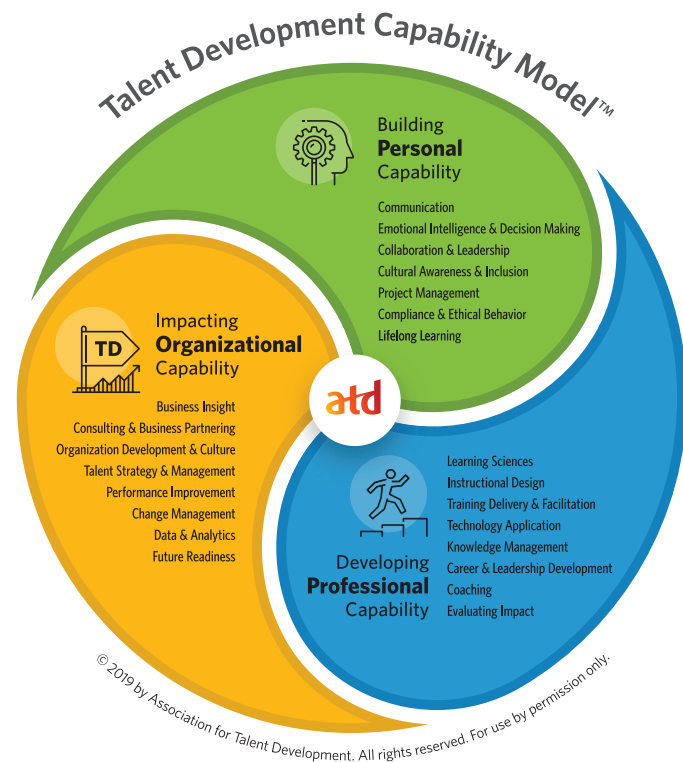 Talent Development Capability Model™
Building
Personal
Capability
Communication
Emotional Intelligence & Decision Making
Collaboration & Leadership
Cultural Awareness & Inclusion
Project Management
Compliance & Ethical Behavior
Lifelong Learning
TD
Impacting
Organizational
Capability
Business Insight
Consulting & Business Partnering
Organization Development & Culture
Talent Strategy & Management
Performance Improvement
Change Management
Data & Analytics
Future Readiness
atd
Developing
Professional
Capability
Learning Sciences
Instructional Design
Training Delivery & Facilitation
Technology Application
Knowledge Management
Career & Leadership Development
Coaching
Evaluating Impact
© 2019 by Association for Talent Development. All rights reserved. For use by permission only.